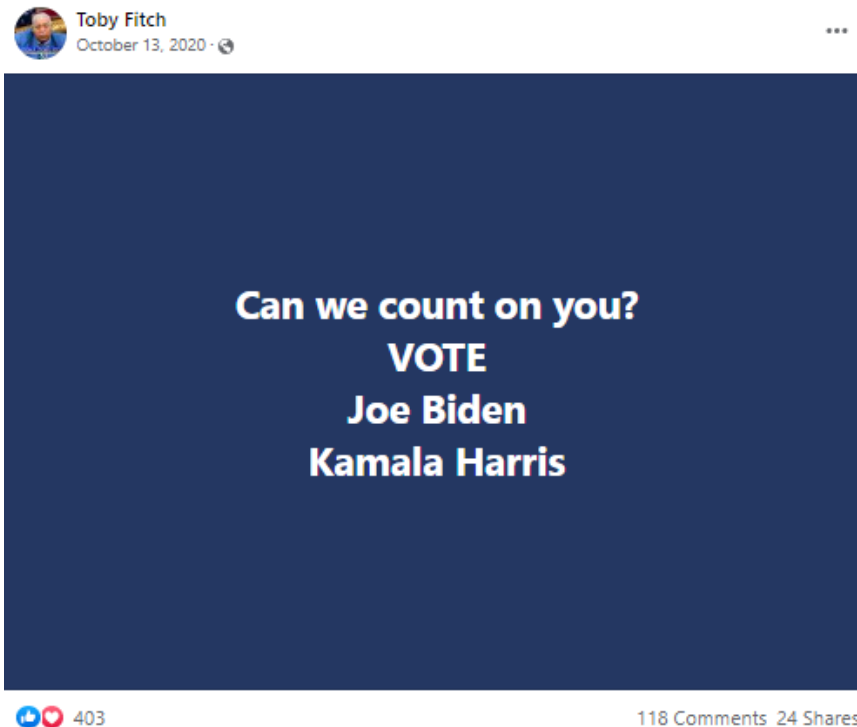 Toby Fitch
October 13, 2020 ·
...
Can we count on you?
VOTE
Joe Biden
Kamala Harris
403
118 Comments 24 Shares